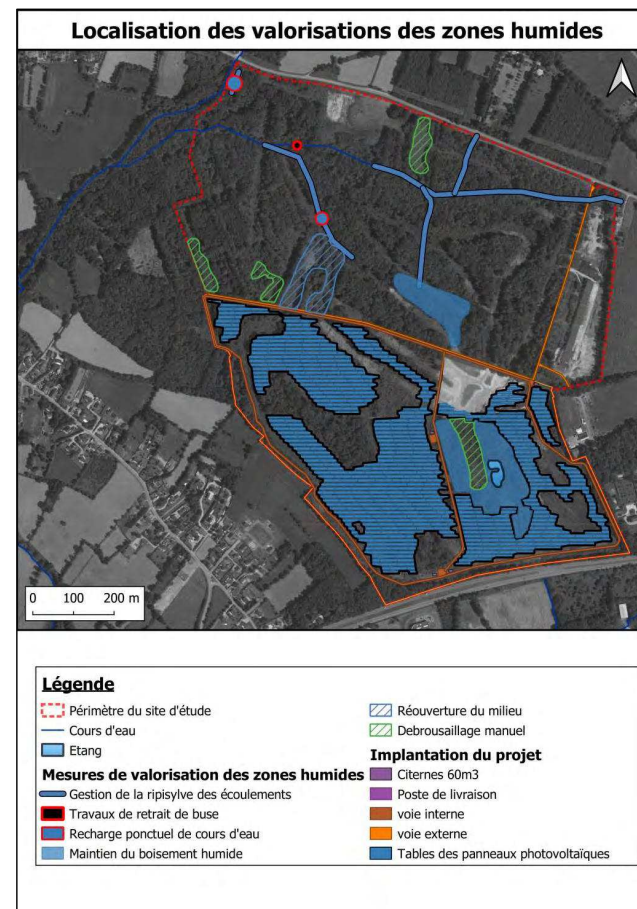 Localisation des valorisations des zones humides
0 100 200 m
Légende
Périmètre du site d'étude
Cours d'eau
Etang
Mesures de valorisation des zones humides
Gestion de la ripisylve des écoulements
Travaux de retrait de buse
Recharge ponctuel de cours d'eau
Maintien du boisement humide
Réouverture du milieu
Debrousaillage manuel
Implantation du projet
Citernes 60m3
Poste de livraison
voie interne
voie externe
Tables des panneaux photovoltaïques